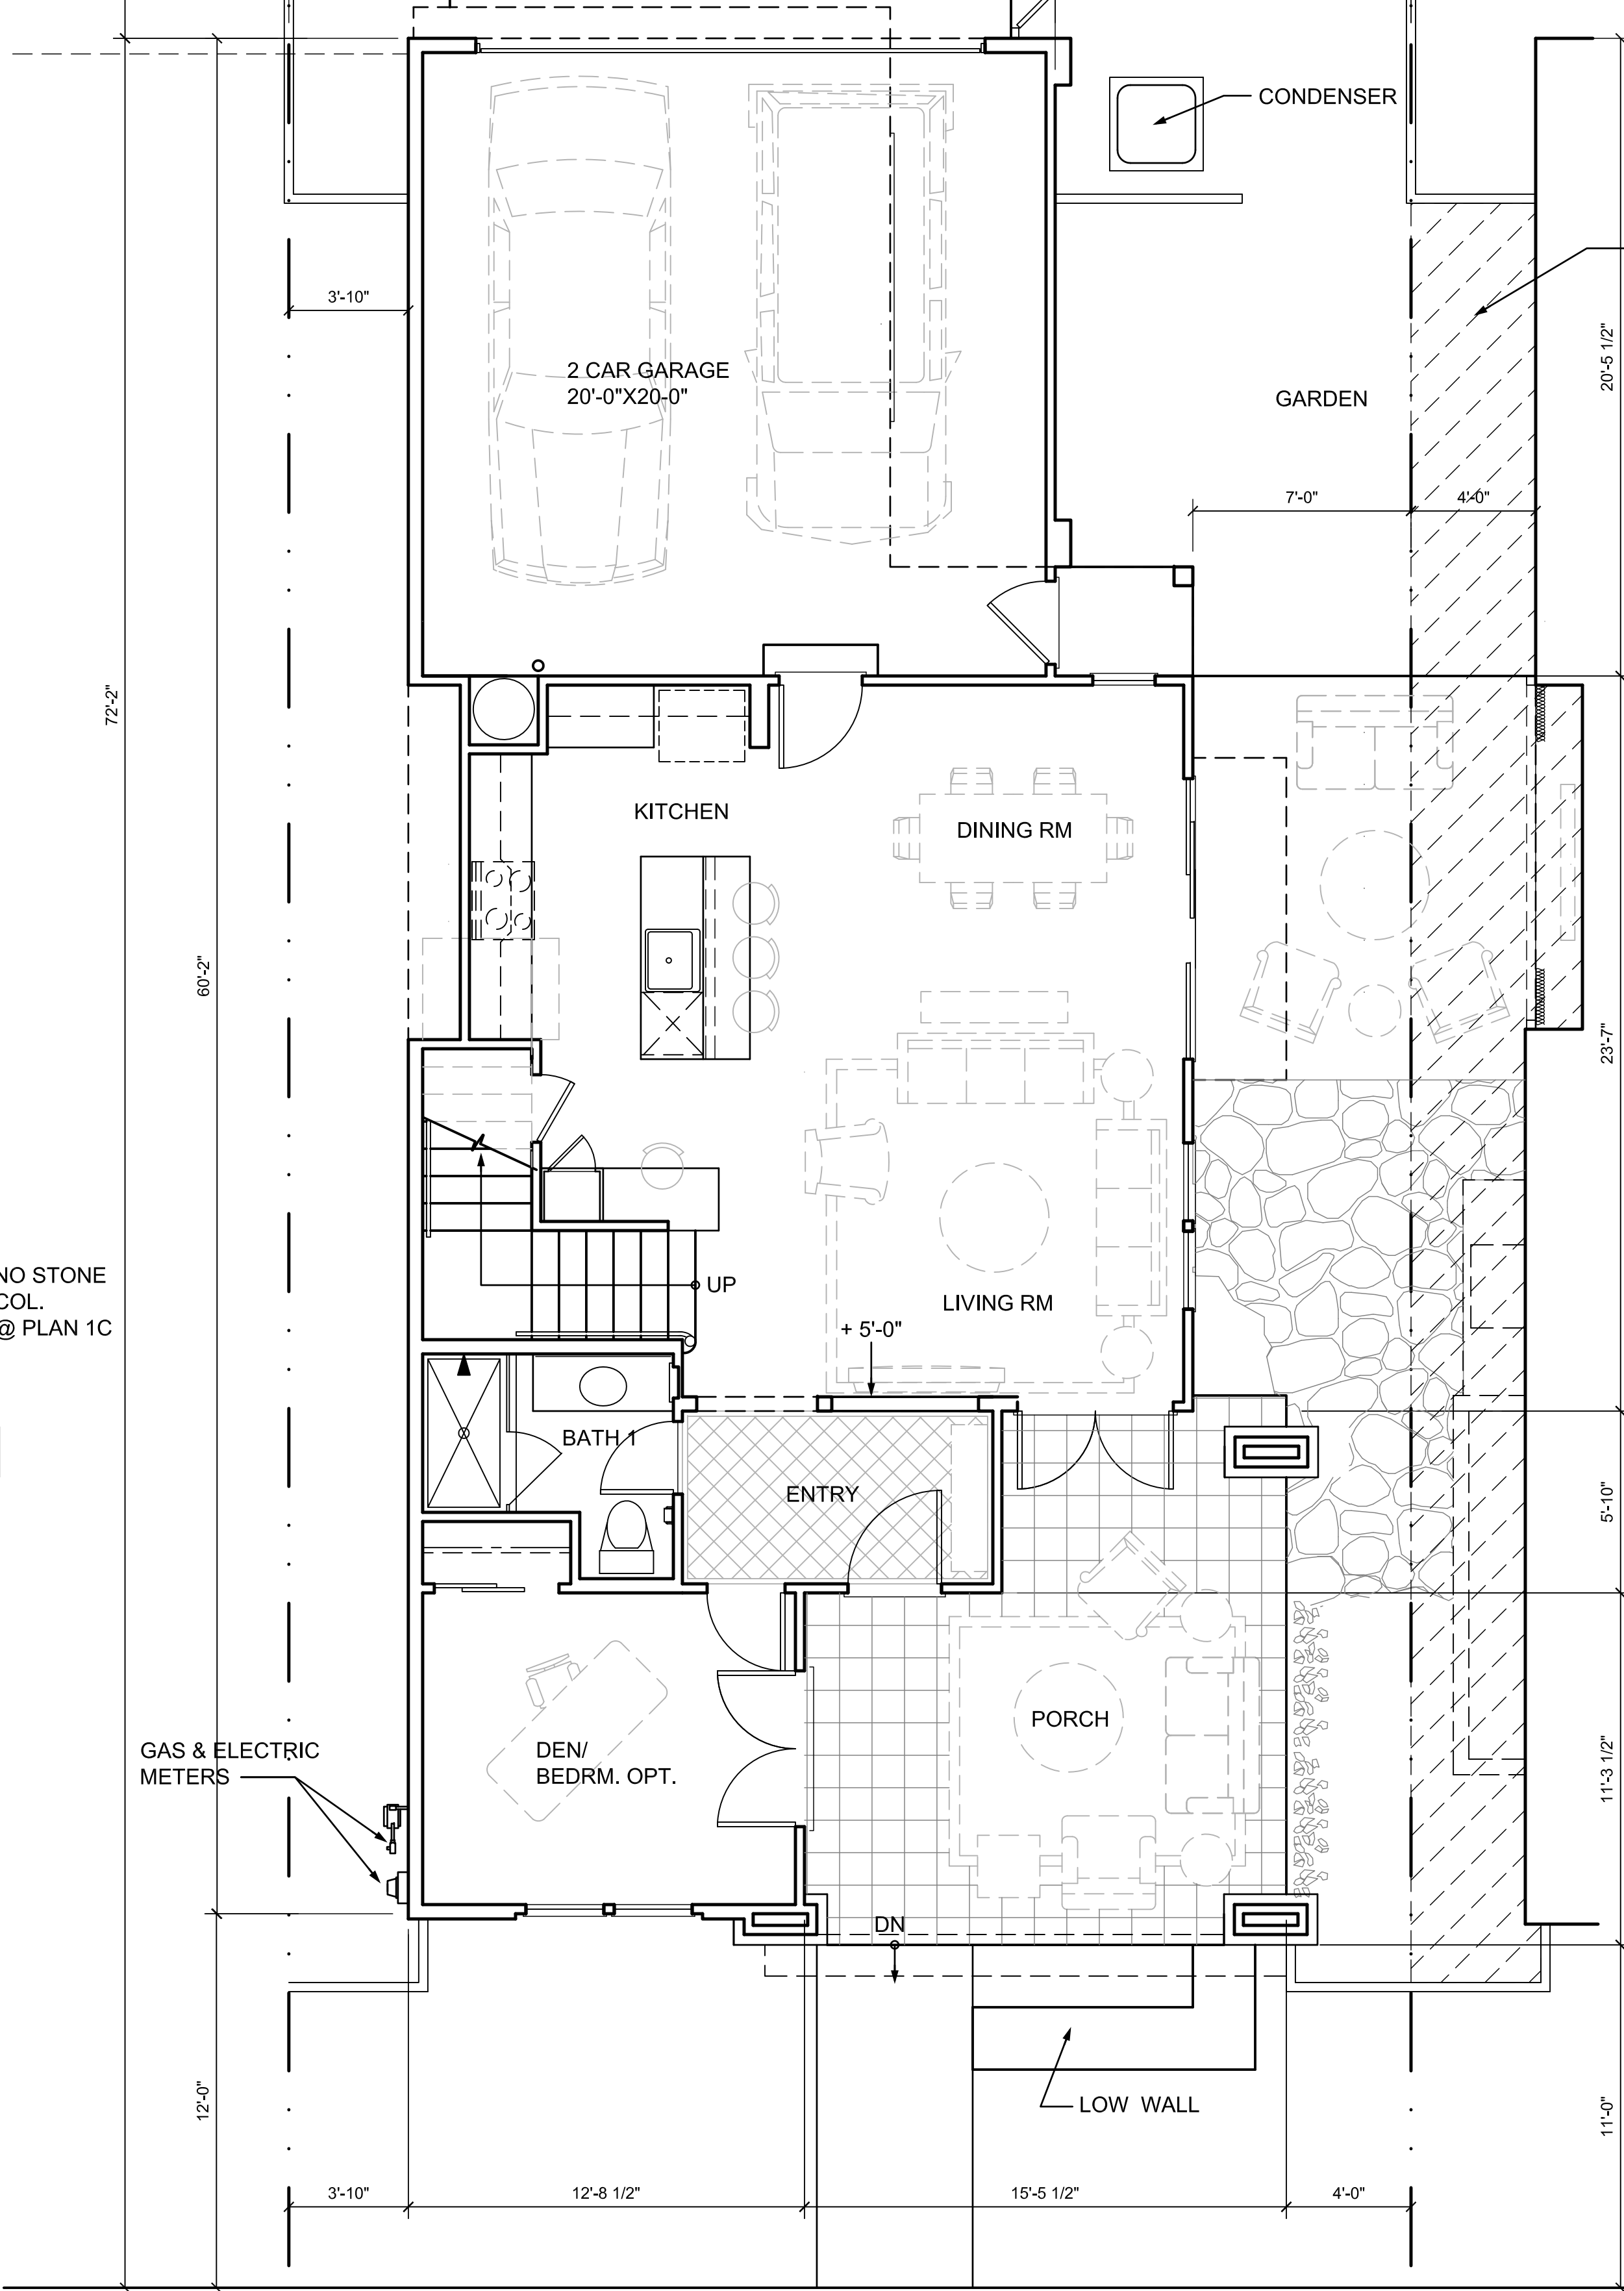 CONDENSER
3'-10"
20'-5 1/2"
2 CAR GARAGE
20'-0"X20-0"
GARDEN
7'-0"
4'-0"
72'-2"
KITCHEN
DINING RM
60'-2"
23'-7"
NO STONE
COL.
@ PLAN 1C
UP
LIVING RM
+ 5'-0"
BATH 1
ENTRY
5'-10"
PORCH
GAS & ELECTRIC
METERS
DEN/
BEDRM. OPT.
11'-3 1/2"
DN
LOW WALL
12'-0"
11'-0"
3'-10"
12'-8 1/2"
15'-5 1/2"
4'-0"